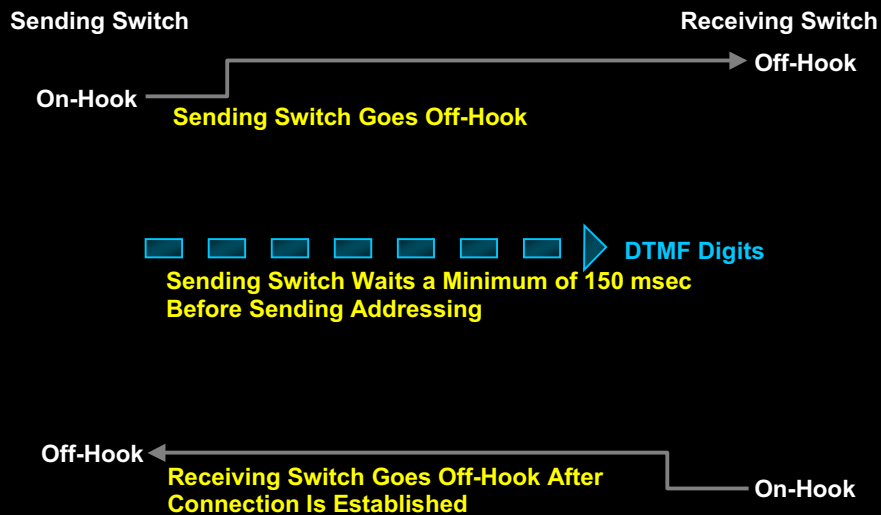 Sending Switch
Receiving Switch
Off-Hook
On-Hook
Sending Switch Goes Off-Hook
DTMF Digits
Sending Switch Waits a Minimum of 150 msec
Before Sending Addressing
Off-Hook
Receiving Switch Goes Off-Hook After
Connection Is Established
On-Hook